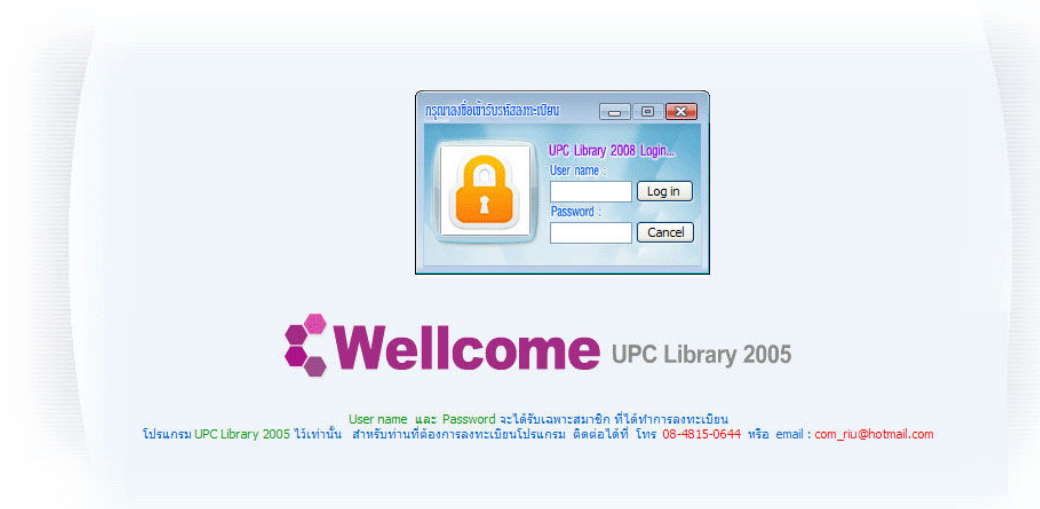 กรุณาลงชื่อเข้ารับรหัสลงทะเบียน
UPC Library 2008 Login...
User name :
Log in
Password :
Cancel
Wellcome UPC Library 2005
User name และ Password จะได้รับเฉพาะสมาชิก ที่ได้ทำการลงทะเบียน
โปรแกรม UPC Library 2005 ไว้เท่านั้น สำหรับท่านที่ต้องการลงทะเบียนโปรแกรม ติดต่อได้ที่ โทร 08-4815-0644 หรือ email : com_riu@hotmail.com